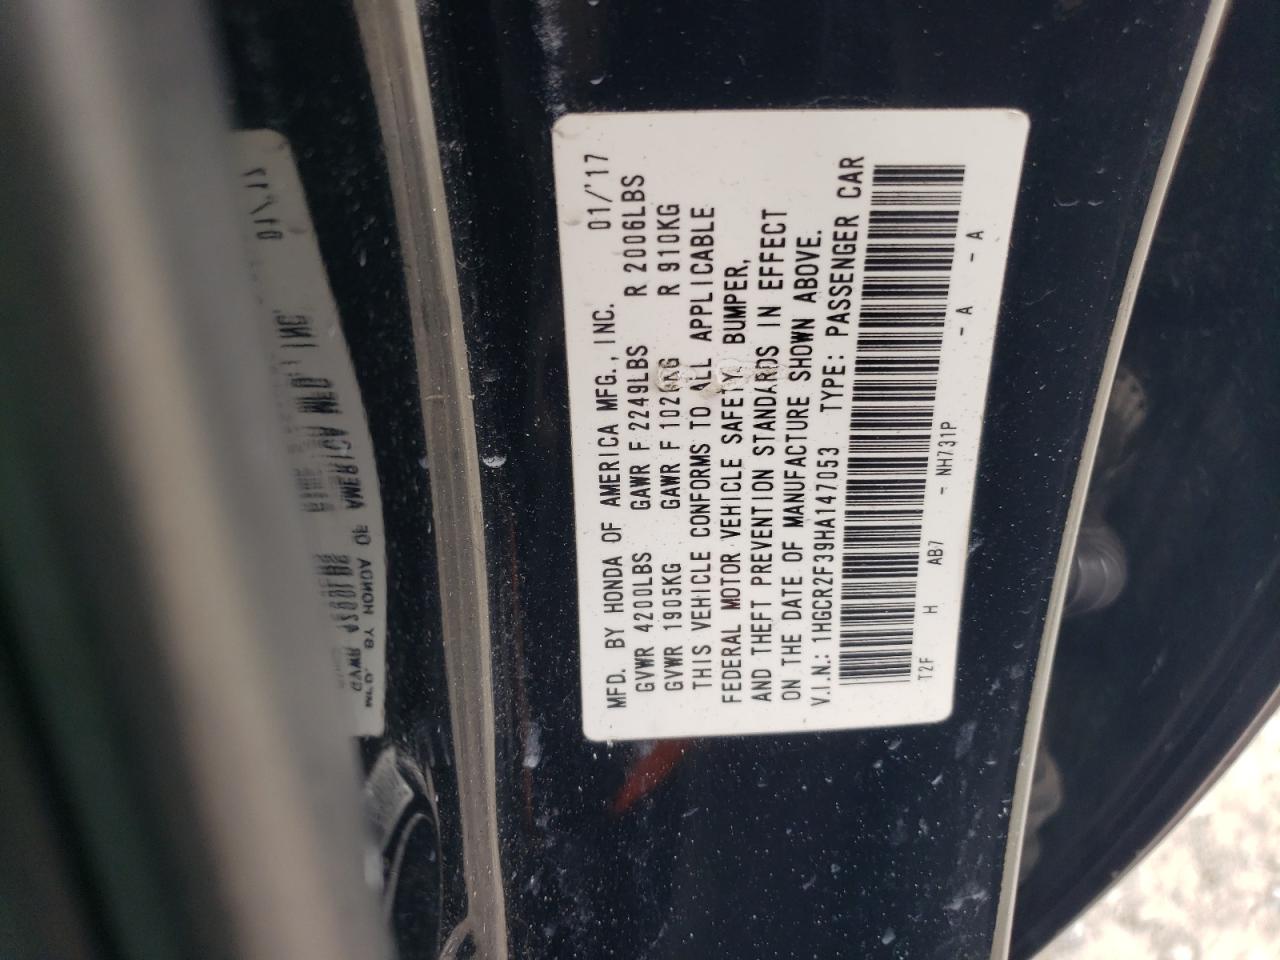 MFD. BY HONDA OF AMERICA MFG., INC. 01/'17
GVWR 4200LBS GAWR F 2249LBS R 2006LBS
GVWR 1905KG GAWR F 1020KG R 910KG
THIS VEHICLE CONFORMS TO ALL APPLICABLE
FEDERAL MOTOR VEHICLE SAFETY, BUMPER,
AND THEFT PREVENTION STANDARDS IN EFFECT
ON THE DATE OF MANUFACTURE SHOWN ABOVE.
V.I.N.: 1HGCR2F39HA147053 TYPE: PASSENGER CAR
T2F H AB7 - NH731P - A - A